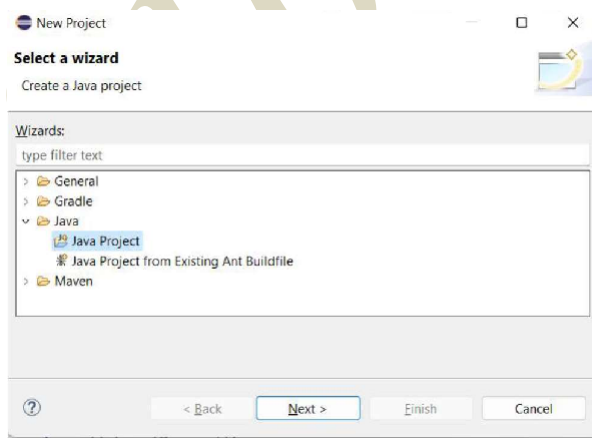 New Project
Select a wizard
Create a Java project
Wizards:
type filter text
General
Gradle
Java
Java Project
Java Project from Existing Ant Buildfile
Maven
< Back Next > Finish Cancel